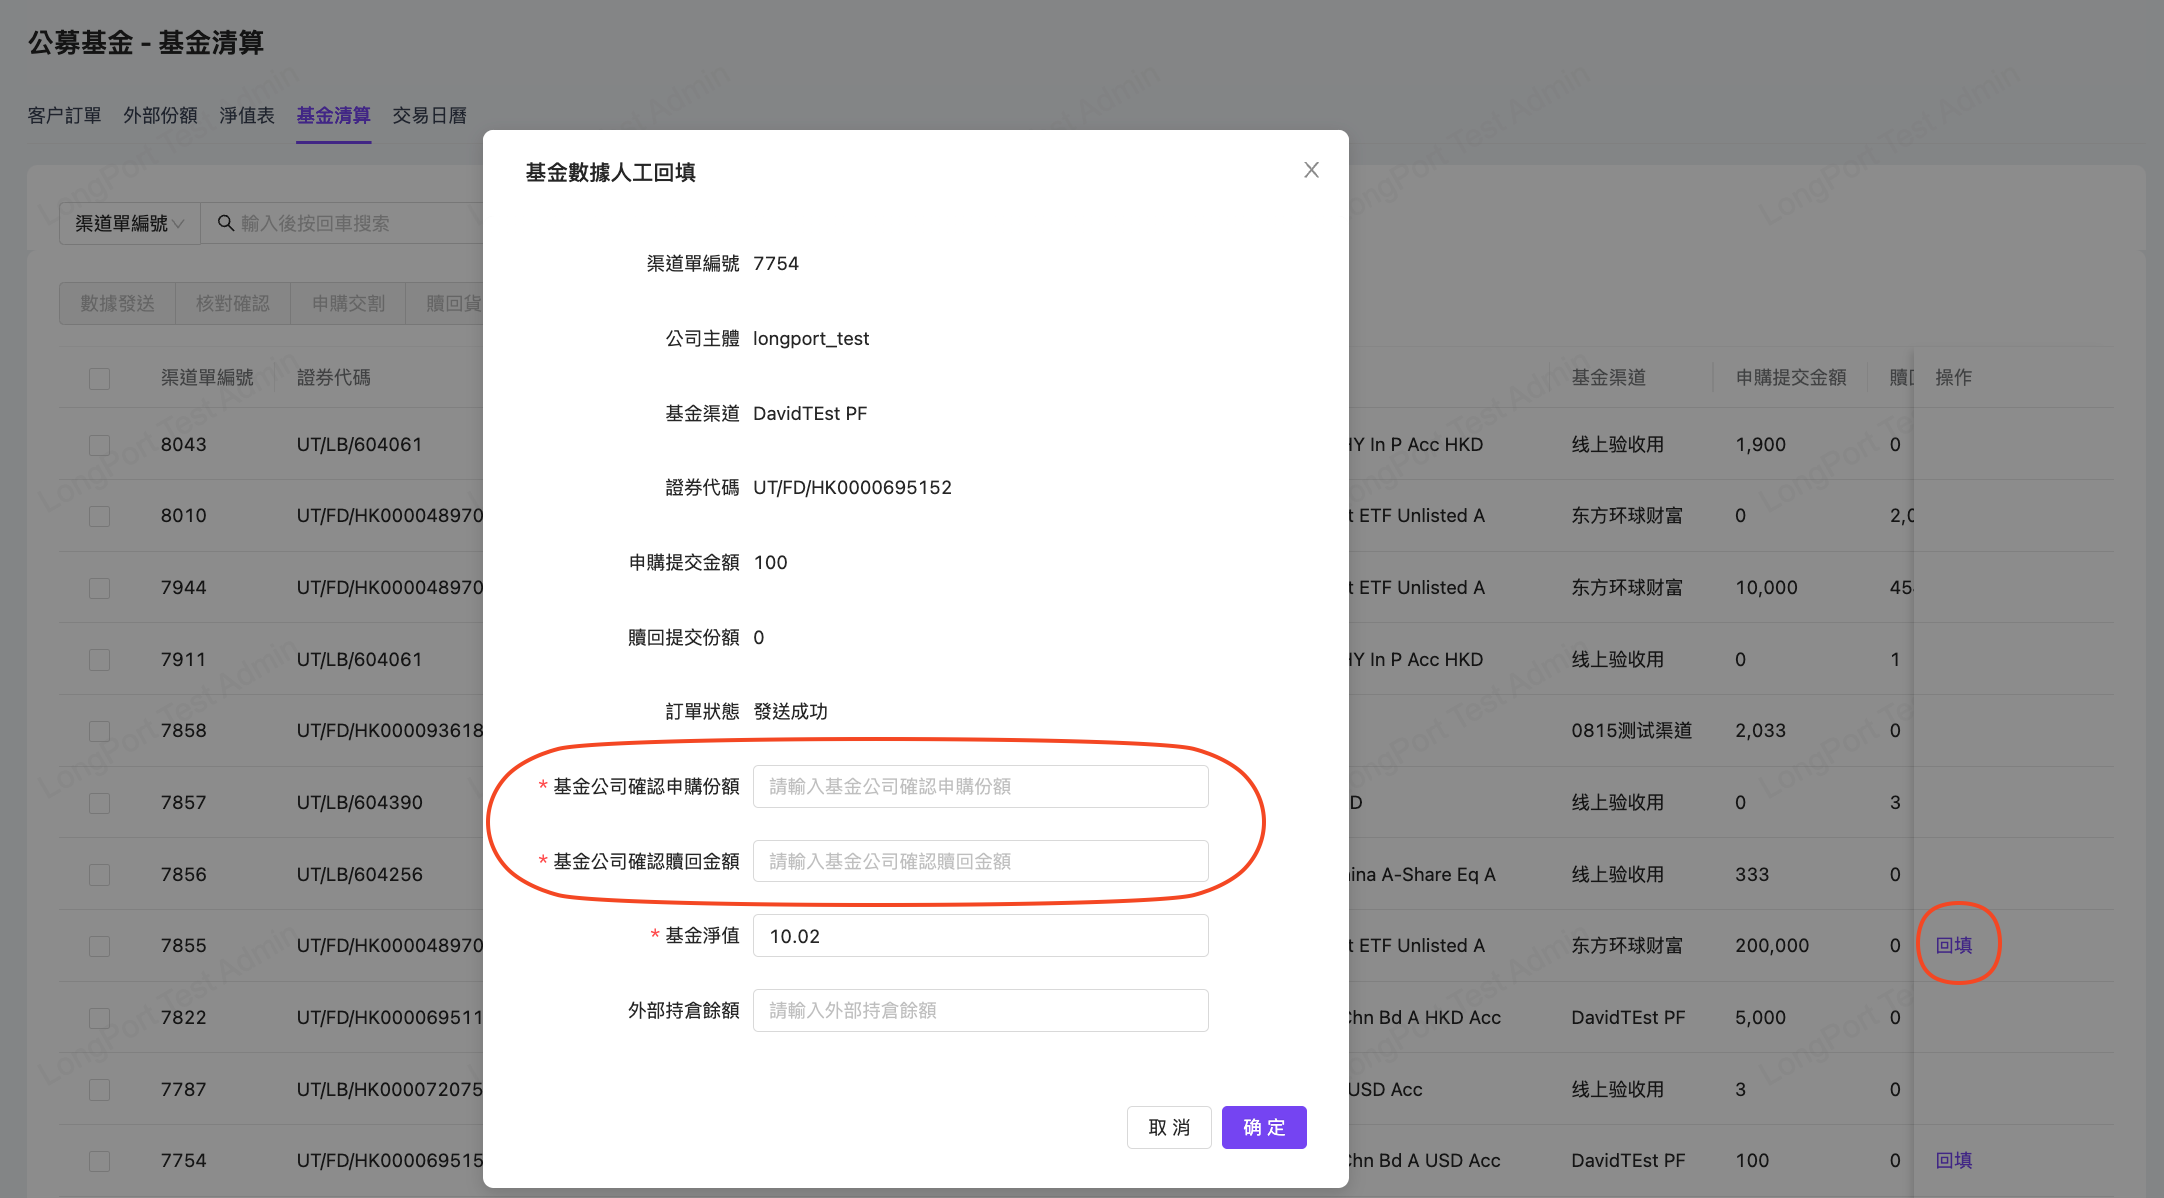 公募基金 - 基金清算
客户訂單 外部份額 淨值表 基金清算 交易日曆
渠道單編號 輸入後按回車搜索
數據發送 核對確認 申購交割 贖回貨
渠道單編號 證券代碼 基金渠道 申購提交金額 贖 操作
8043 UT/LB/604061 HY In P Acc HKD 线上验收用 1,900 0
8010 UT/FD/HK000048970 t ETF Unlisted A 东方环球财富 0 2,0
7944 UT/FD/HK000048970 t ETF Unlisted A 东方环球财富 10,000 45
7911 UT/LB/604061 HY In P Acc HKD 线上验收用 0 1
7858 UT/FD/HK000093618 0815测试渠道 2,033 0
7857 UT/LB/604390 D 线上验收用 0 3
7856 UT/LB/604256 ina A-Share Eq A 线上验收用 333 0
7855 UT/FD/HK000048970 t ETF Unlisted A 东方环球财富 200,000 0 回填
7822 UT/FD/HK000069511 Chn Bd A HKD Acc DavidTEst PF 5,000 0
7787 UT/LB/HK000072075 USD Acc 线上验收用 3 0
7754 UT/FD/HK000069515 Chn Bd A USD Acc DavidTEst PF 100 0 回填
基金數據人工回填
渠道單編號 7754
公司主體 longport_test
基金渠道 DavidTEst PF
證券代碼 UT/FD/HK0000695152
申購提交金額 100
贖回提交份額 0
訂單狀態 發送成功
* 基金公司確認申購份額 請輸入基金公司確認申購份額
* 基金公司確認贖回金額 請輸入基金公司確認贖回金額
* 基金淨值 10.02
外部持倉餘額 請輸入外部持倉餘額
取 消 确 定
LongPort Test Admin